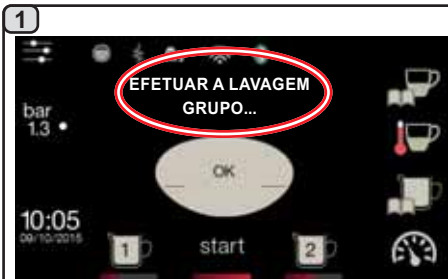 1
EFETUAR A LAVAGEM
GRUPO...
bar
1.3
OK
10:05
09/10/2015
1
start
2